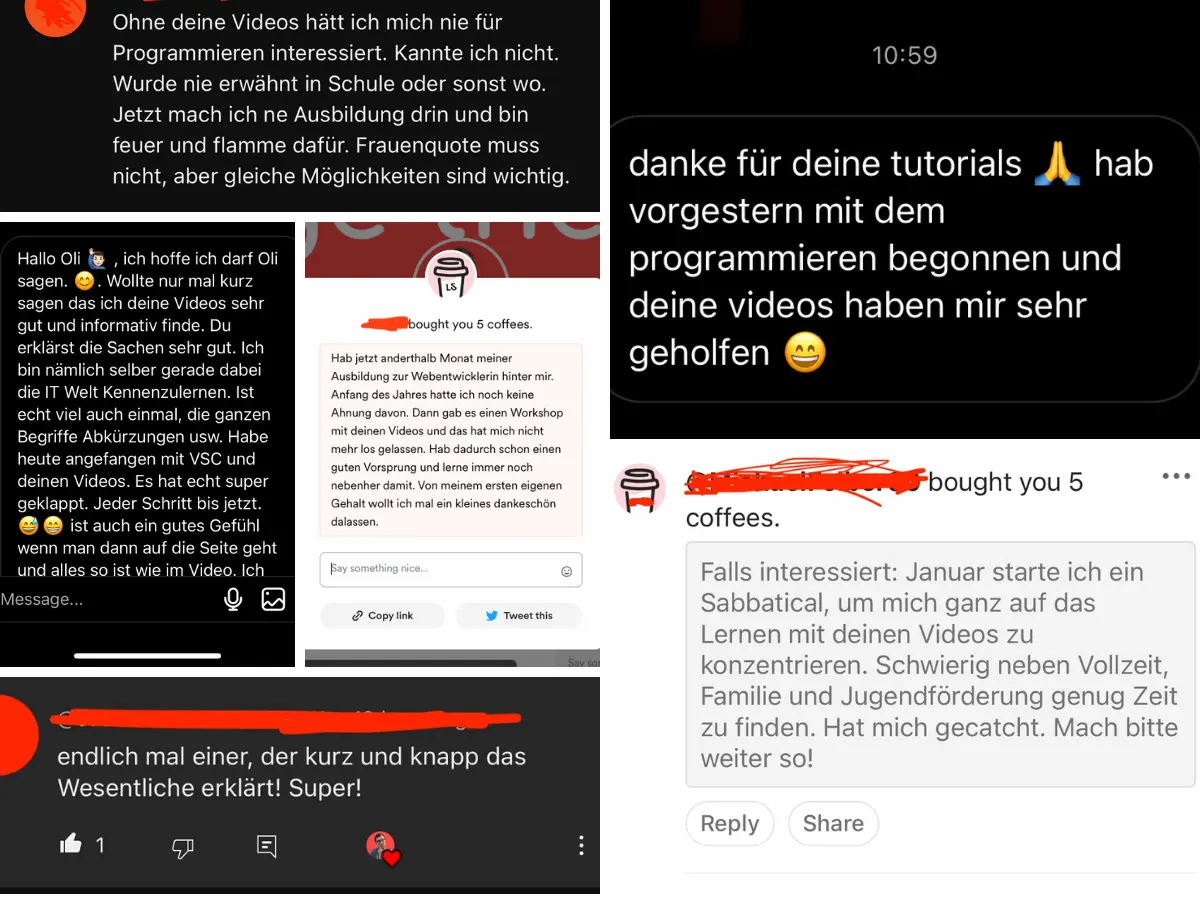 Ohne deine Videos hätt ich mich nie für
Programmieren interessiert. Kannte ich nicht.
Wurde nie erwähnt in Schule oder sonst wo.
Jetzt mach ich ne Ausbildung drin und bin
feuer und flamme dafür. Frauenquote muss
nicht, aber gleiche Möglichkeiten sind wichtig.
10:59
danke für deine tutorials 🙏 hab
vorgestern mit dem
programmieren begonnen und
deine videos haben mir sehr
geholfen 😄
Hallo Oli 🙋🏻‍♂️ , ich hoffe ich darf Oli
sagen. 😊. Wollte nur mal kurz
sagen das ich deine Videos sehr
gut und informativ finde. Du
erklärst die Sachen sehr gut. Ich
bin nämlich selber gerade dabei
die IT Welt Kennenzulernen. Ist
echt viel auch einmal, die ganzen
Begriffe Abkürzungen usw. Habe
heute angefangen mit VSC und
deinen Videos. Es hat echt super
geklappt. Jeder Schritt bis jetzt.
😅😁 ist auch ein gutes Gefühl
wenn man dann auf die Seite geht
und alles so ist wie im Video. Ich
Message...
LS
bought you 5 coffees.
Hab jetzt anderthalb Monat meiner
Ausbildung zur Webentwicklerin hinter mir.
Anfang des Jahres hatte ich noch keine
Ahnung davon. Dann gab es einen Workshop
mit deinen Videos und das hat mich nicht
mehr los gelassen. Hab dadurch schon einen
guten Vorsprung und lerne immer noch
nebenher damit. Von meinem ersten eigenen
Gehalt wollt ich mal ein kleines dankeschön
dalassen.
Say something nice...
Copy link
Tweet this
bought you 5
coffees.
Falls interessiert: Januar starte ich ein
Sabbatical, um mich ganz auf das
Lernen mit deinen Videos zu
konzentrieren. Schwierig neben Vollzeit,
Familie und Jugendförderung genug Zeit
zu finden. Hat mich gecatcht. Mach bitte
weiter so!
Reply
Share
endlich mal einer, der kurz und knapp das
Wesentliche erklärt! Super!
1